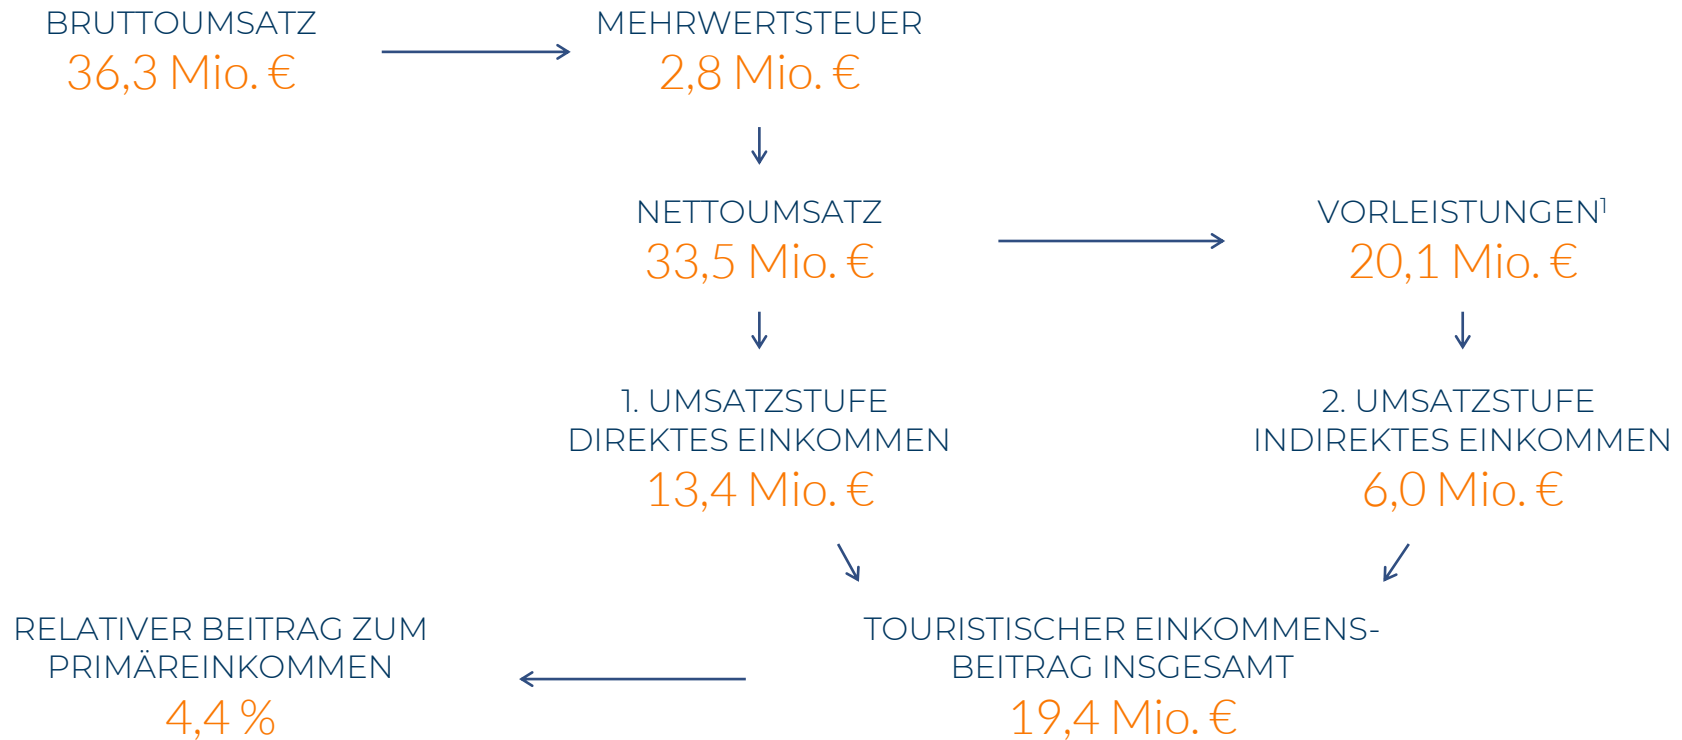 BRUTTOUMSATZ
36,3 Mio. €
MEHRWERTSTEUER
2,8 Mio. €
NETTOUMSATZ
33,5 Mio. €
VORLEISTUNGEN¹
20,1 Mio. €
1. UMSATZSTUFE
DIREKTES EINKOMMEN
13,4 Mio. €
2. UMSATZSTUFE
INDIREKTES EINKOMMEN
6,0 Mio. €
RELATIVER BEITRAG ZUM
PRIMÄREINKOMMEN
4,4 %
TOURISTISCHER EINKOMMENS-
BEITRAG INSGESAMT
19,4 Mio. €